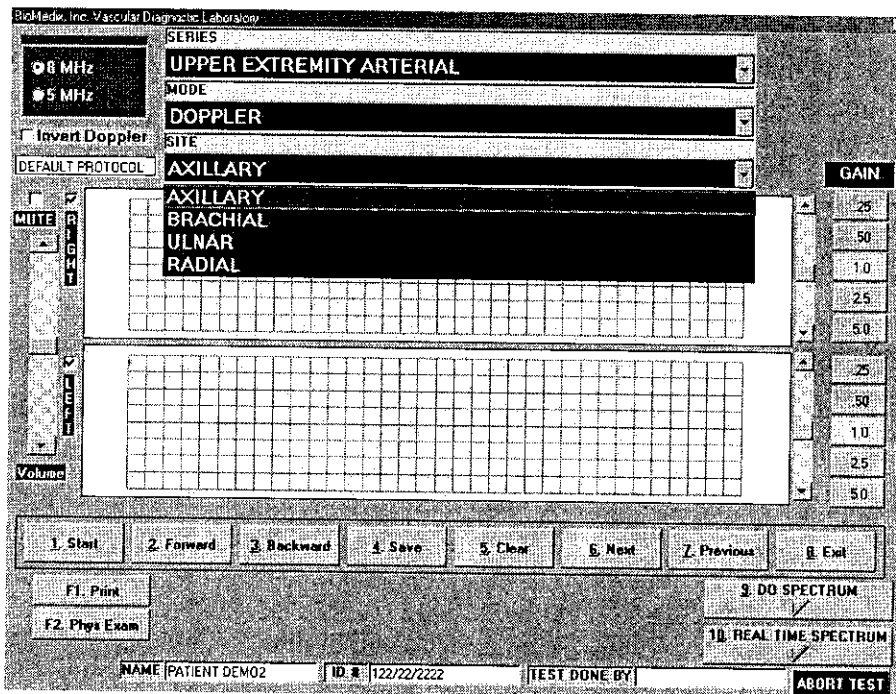 BioMedix, Inc. Vascular Diagnostic Laboratory
SERIES
8 MHz
UPPER EXTREMITY ARTERIAL
5 MHz
MODE
DOPPLER
Invert Doppler
SITE
DEFAULT PROTOCOL
AXILLARY
GAIN
AXILLARY
BRACHIAL
ULNAR
RADIAL
MUTE
RIGHT
.25
.50
1.0
2.5
5.0
LEFT
.25
.50
1.0
2.5
5.0
Volume
1. Start
2. Forward
3. Backward
4. Save
5. Clear
6. Next
7. Previous
8. Exit
F1. Print
9. DO SPECTRUM
F2. Phys Exam
10. REAL TIME SPECTRUM
NAME PATIENT DEMO2
ID # 122/22/2222
TEST DONE BY
ABORT TEST